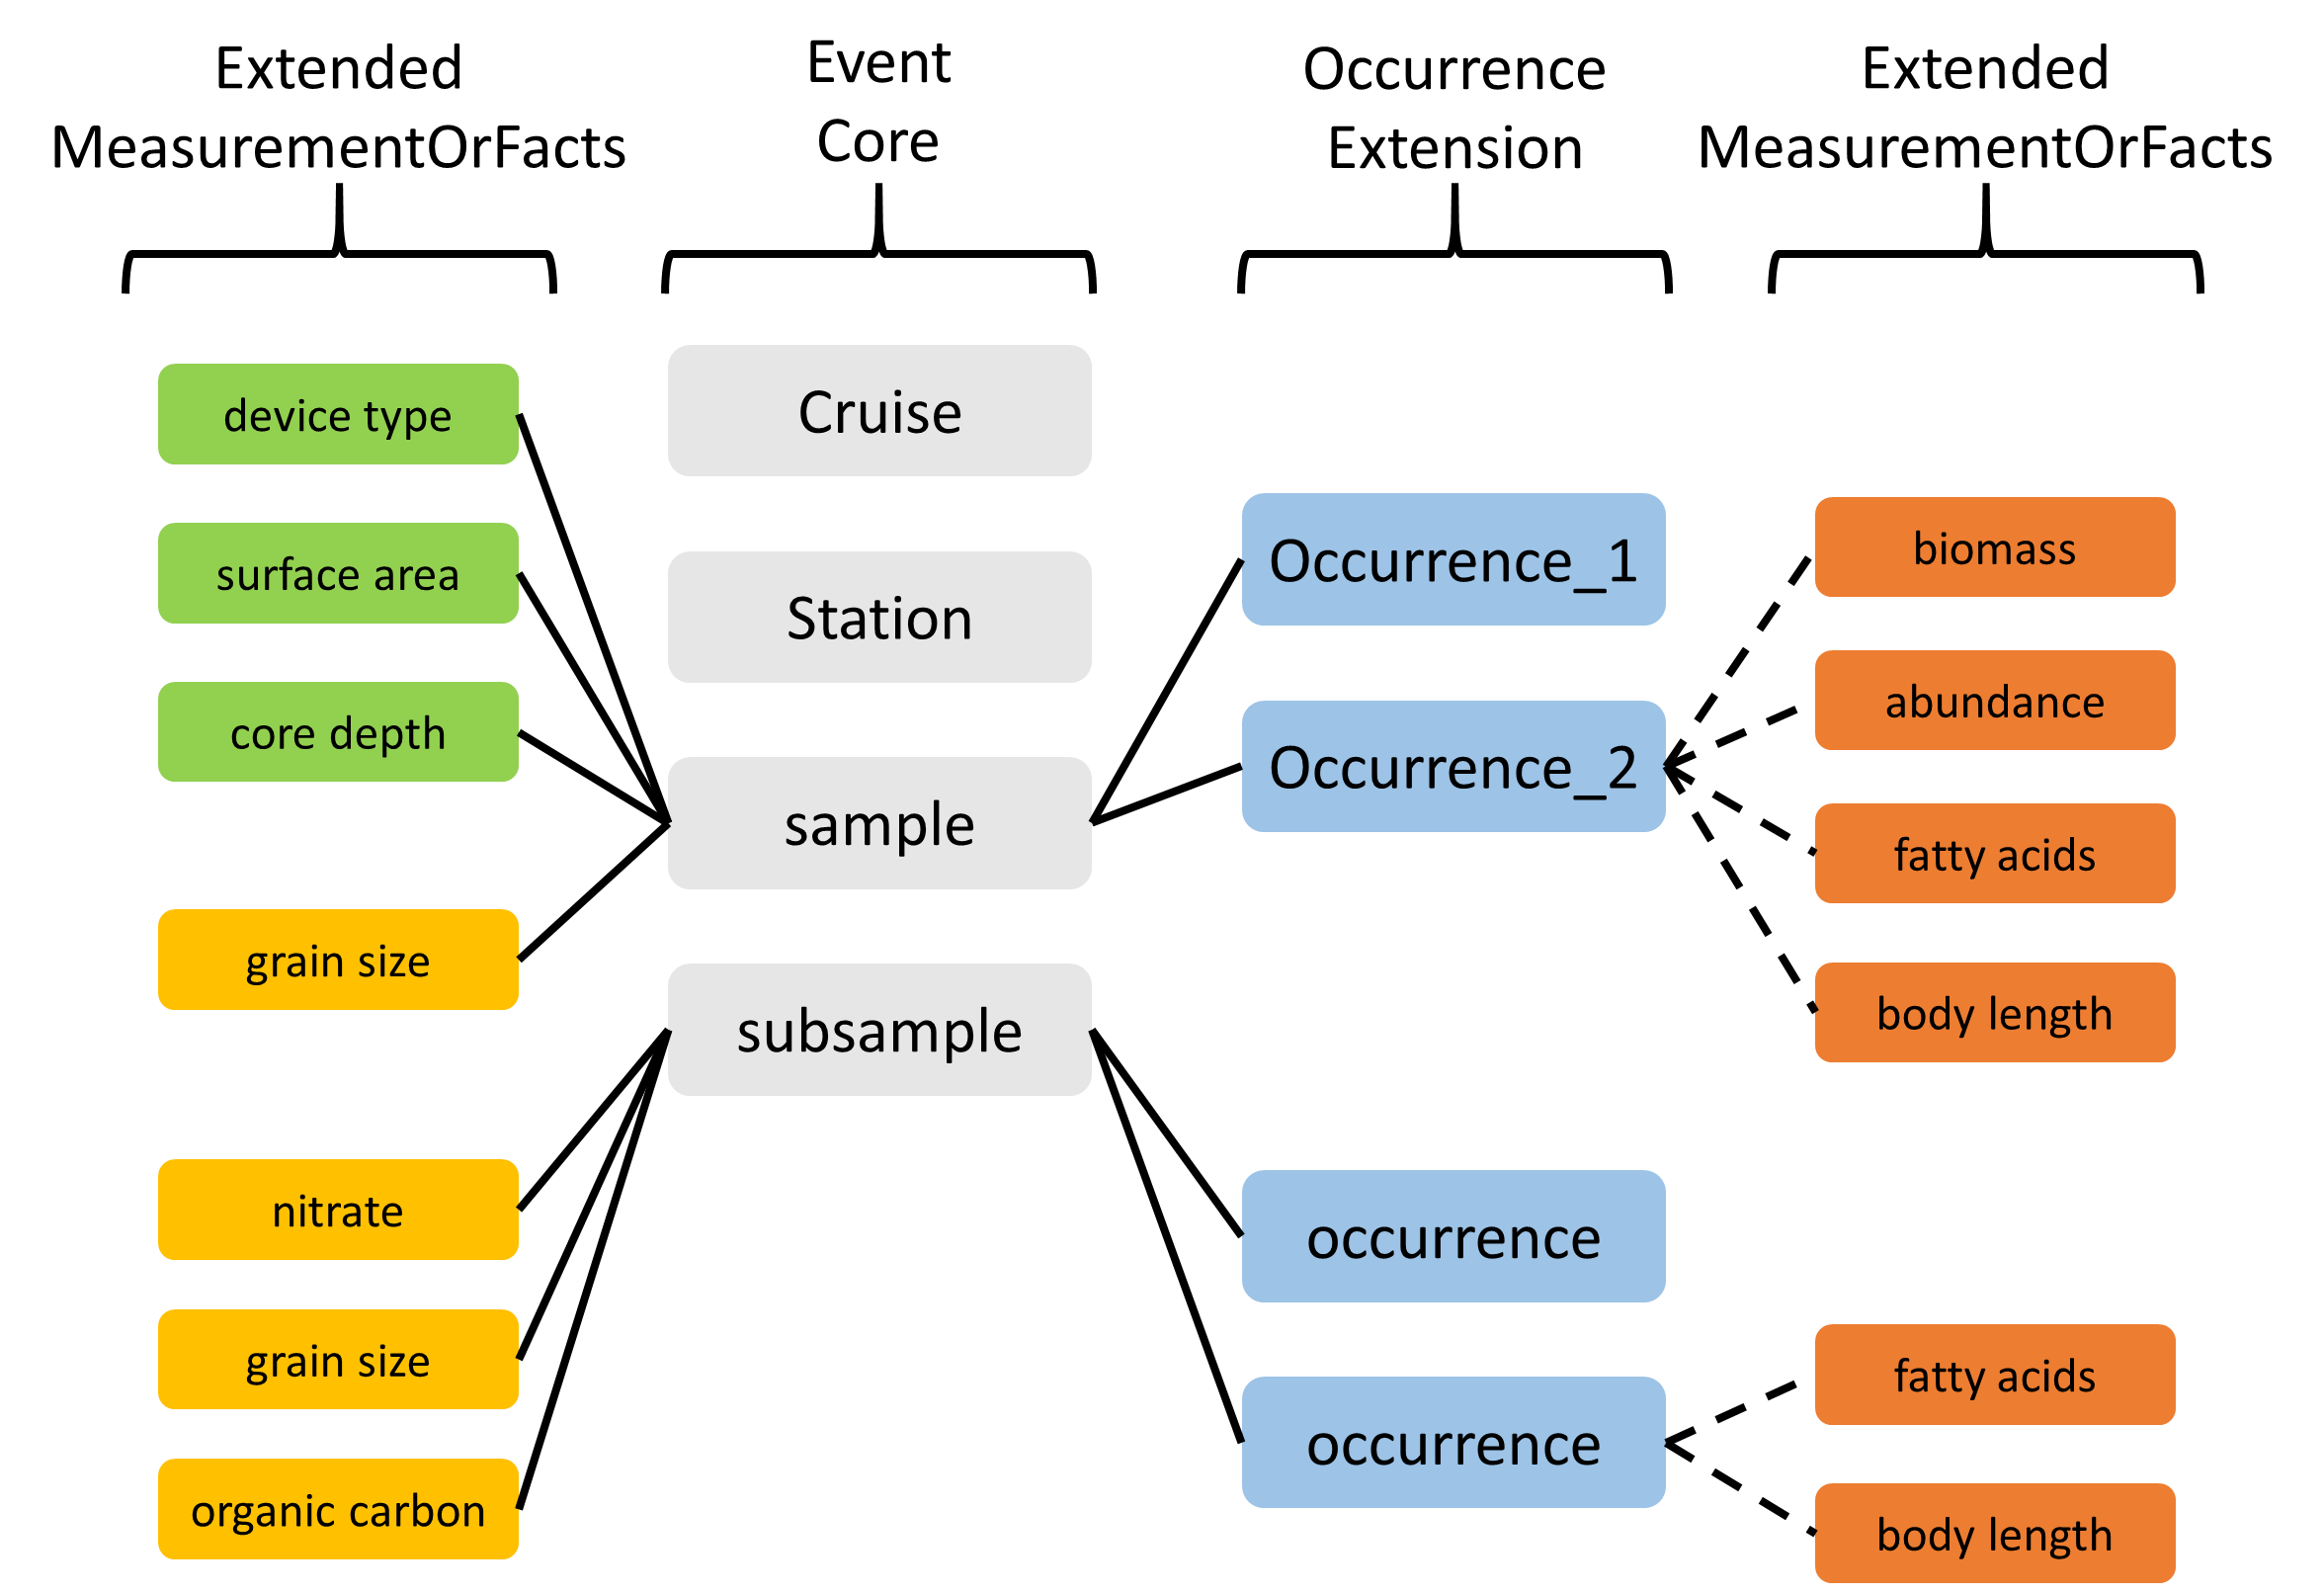 Extended
MeasurementOrFacts
Event
Core
Occurrence
Extension
Extended
MeasurementOrFacts
device type
surface area
core depth
grain size
nitrate
grain size
organic carbon
Cruise
Station
sample
subsample
Occurrence_1
Occurrence_2
occurrence
occurrence
biomass
abundance
fatty acids
body length
fatty acids
body length